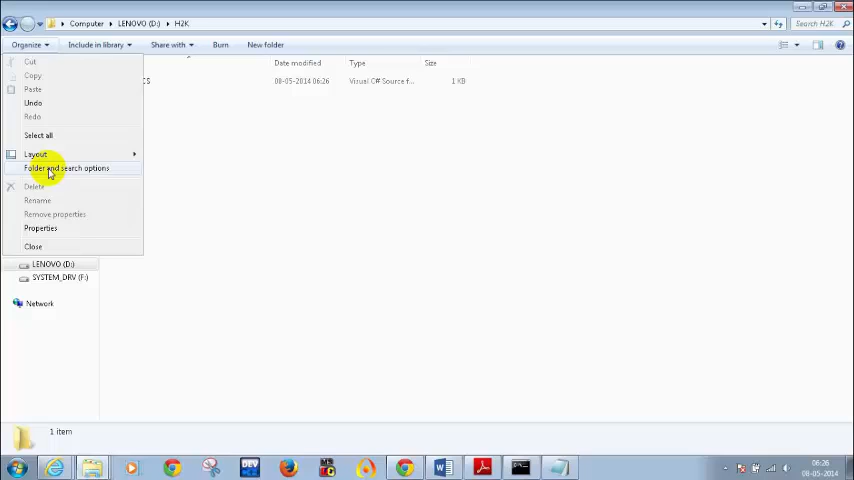 Computer ▸ LENOVO (D:) ▸ H2K
Search H2K
Organize
Include in library
Share with
Burn
New folder
Cut
Copy
Paste
Undo
Redo
Select all
Layout
Folder and search options
Delete
Rename
Remove properties
Properties
Close
Date modified
Type
Size
CS
08-05-2014 06:26
Visual C# Source f...
1 KB
LENOVO (D:)
SYSTEM_DRV (F:)
Network
1 item
DEV
06:26
08-05-2014